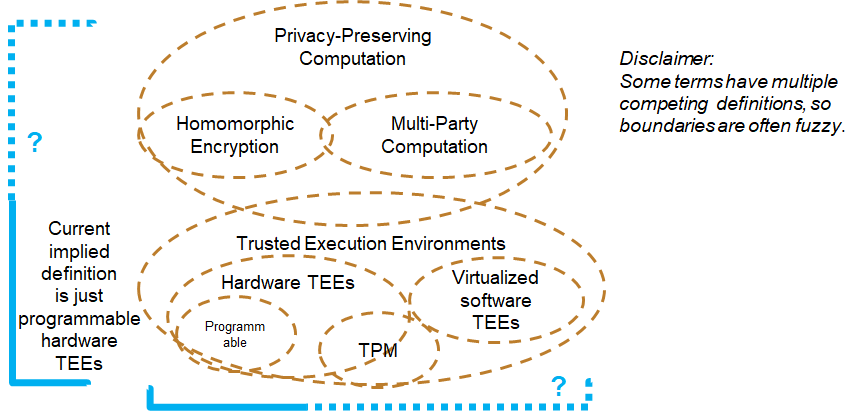 Privacy-Preserving
Computation
Disclaimer:
Some terms have multiple
competing definitions, so
boundaries are often fuzzy.
Homomorphic
Encryption
Multi-Party
Computation
?
Current
implied
definition
is just
programmable
hardware
TEEs
Trusted Execution Environments
Hardware TEEs
Virtualized
software
TEEs
Programm
able
TPM
?